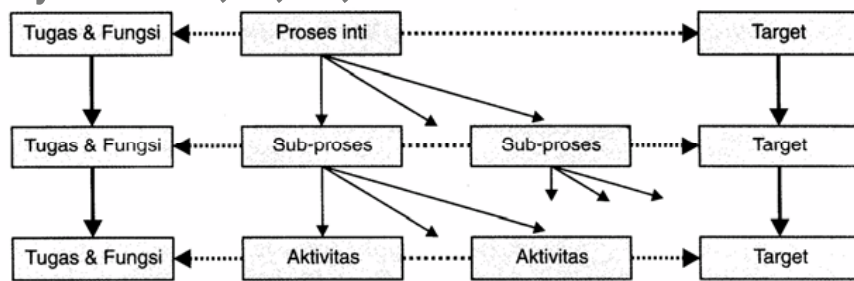 Tugas & Fungsi Proses inti Target
Tugas & Fungsi Sub-proses Sub-proses Target
Tugas & Fungsi Aktivitas Aktivitas Target